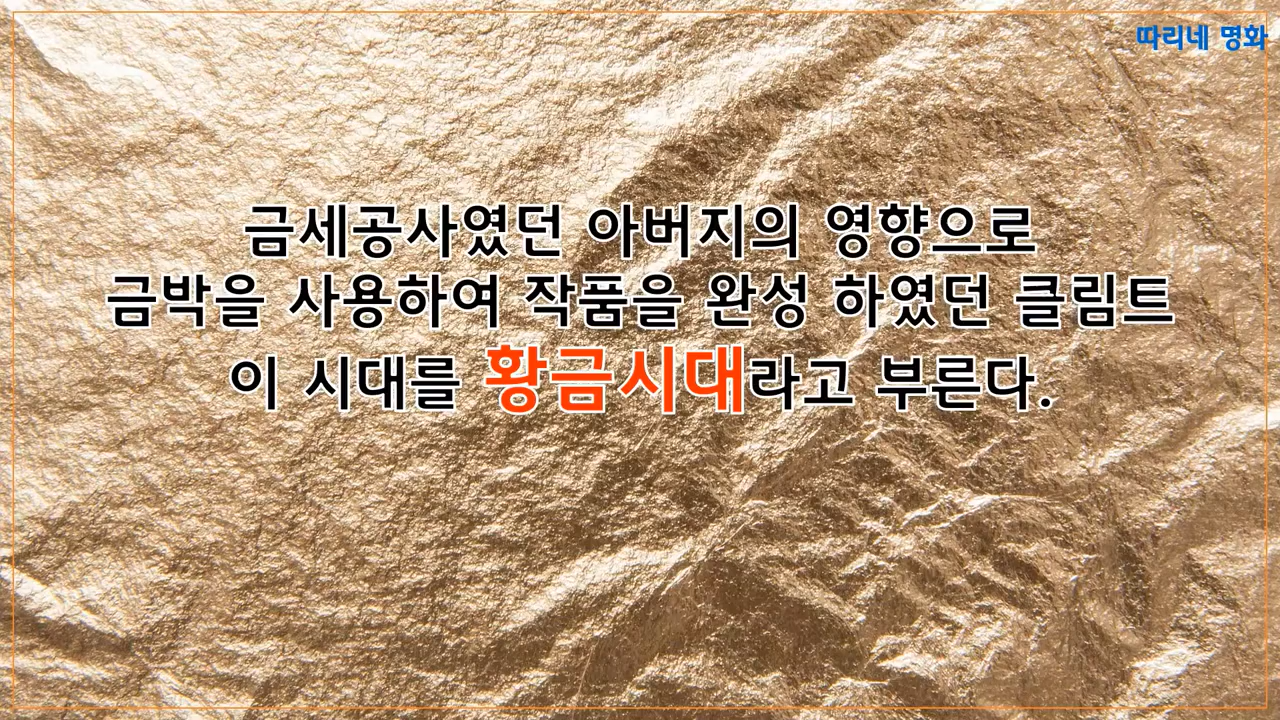 따리네 명화
금세공사였던 아버지의 영향으로
금박을 사용하여 작품을 완성 하였던 클림트
이 시대를 황금시대라고 부른다.